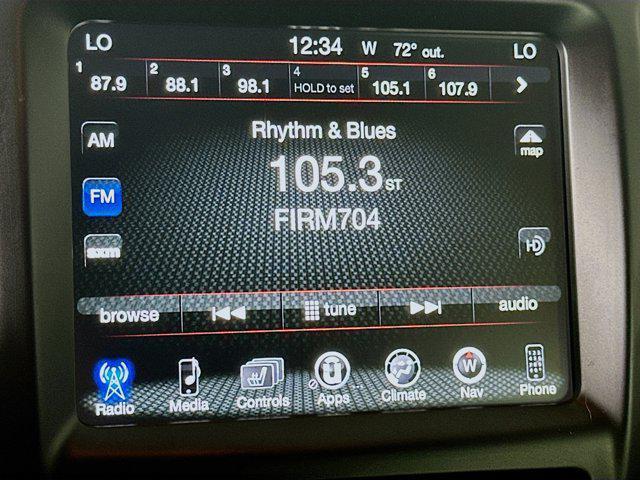 LO 12:34 W 72° out. LO
1 87.9 2 88.1 3 98.1 4 HOLD to set 5 105.1 6 107.9
AM Rhythm & Blues map
FM 105.3 ST
FIRM704
HD
browse tune audio
Radio Media Controls Apps Climate W Nav Phone